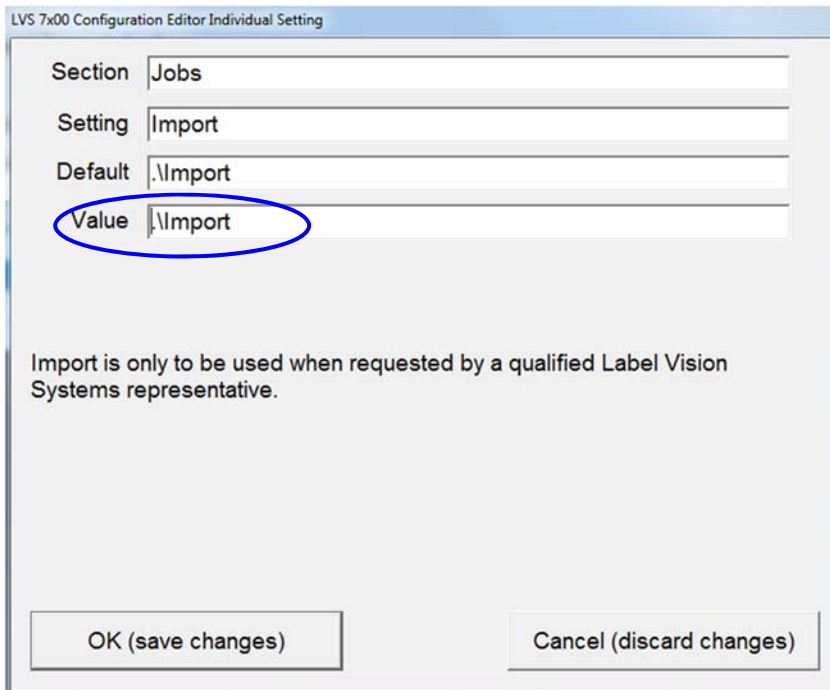 LVS 7x00 Configuration Editor Individual Setting
Section Jobs
Setting Import
Default .\Import
Value .\Import
Import is only to be used when requested by a qualified Label Vision
Systems representative.
OK (save changes) Cancel (discard changes)